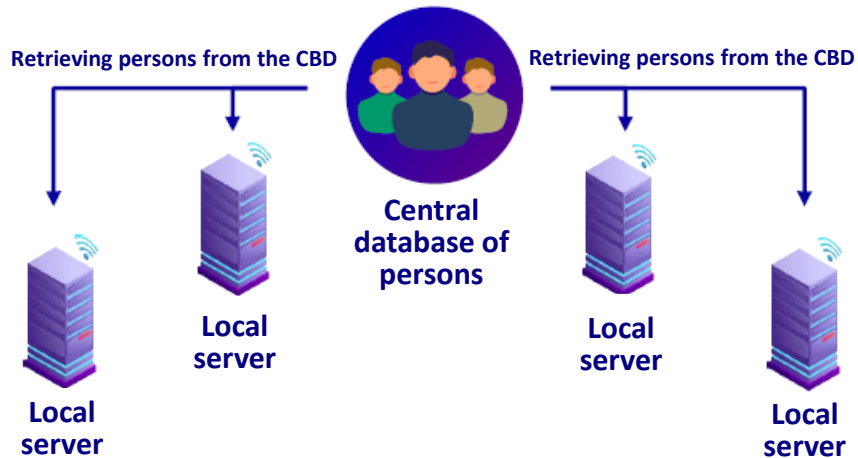 Retrieving persons from the CBD
Retrieving persons from the CBD
Central
database of
persons
Local
server
Local
server
Local
server
Local
server